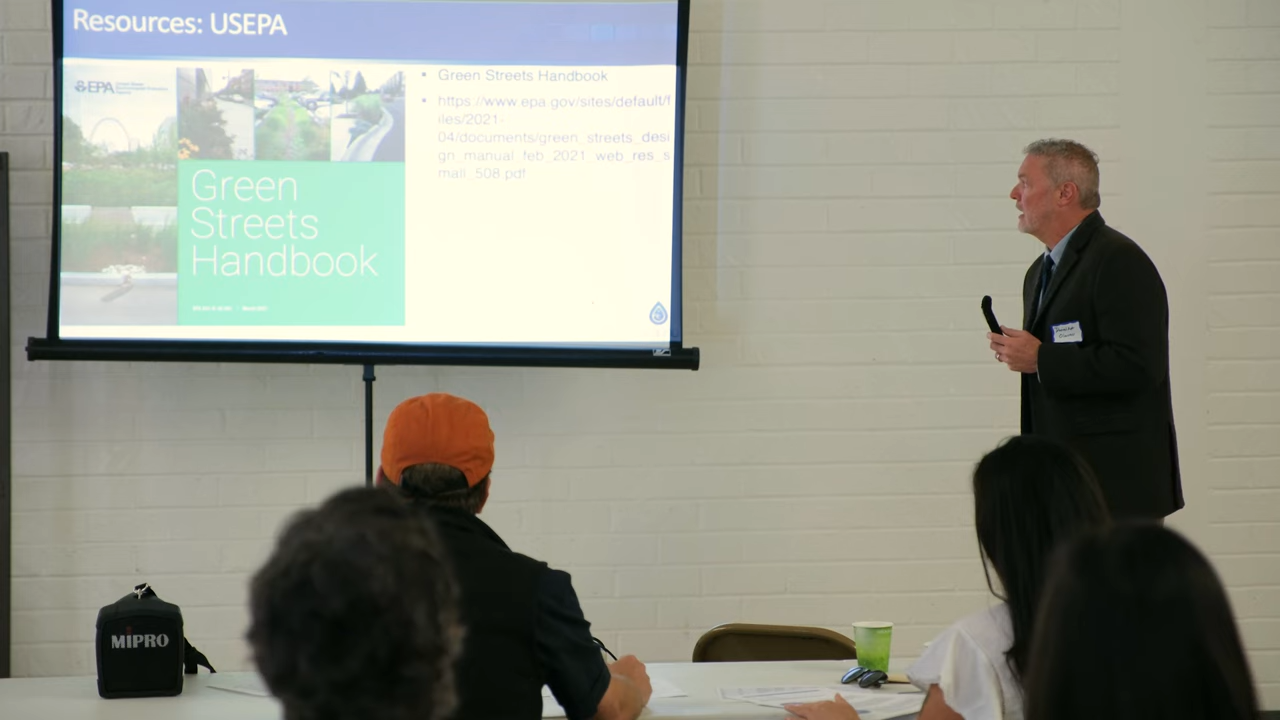 Resources: USEPA
EPA
Green
Streets
Handbook
▪ Green Streets Handbook
▪ https://www.epa.gov/sites/default/f
iles/2021-
04/documents/green_streets_desi
gn_manual_feb_2021_web_res_s
mall_508.pdf
MIPRO